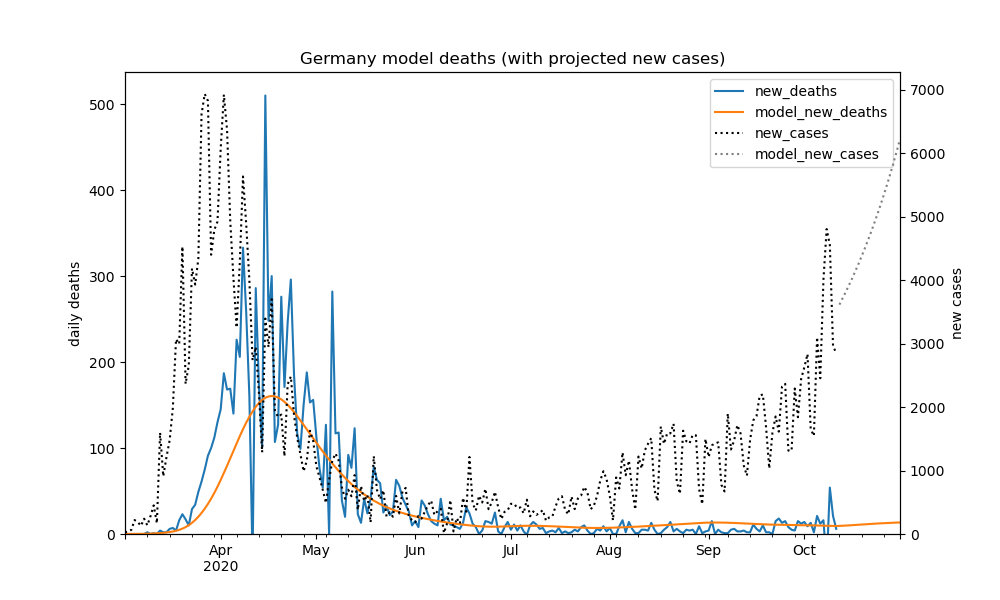 Germany model deaths (with projected new cases)
new_deaths
model_new_deaths
new_cases
model_new_cases
daily deaths
500
400
300
200
100
0
7000
6000
5000
4000
3000
2000
1000
0
new cases
Apr
2020
May
Jun
Jul
Aug
Sep
Oct